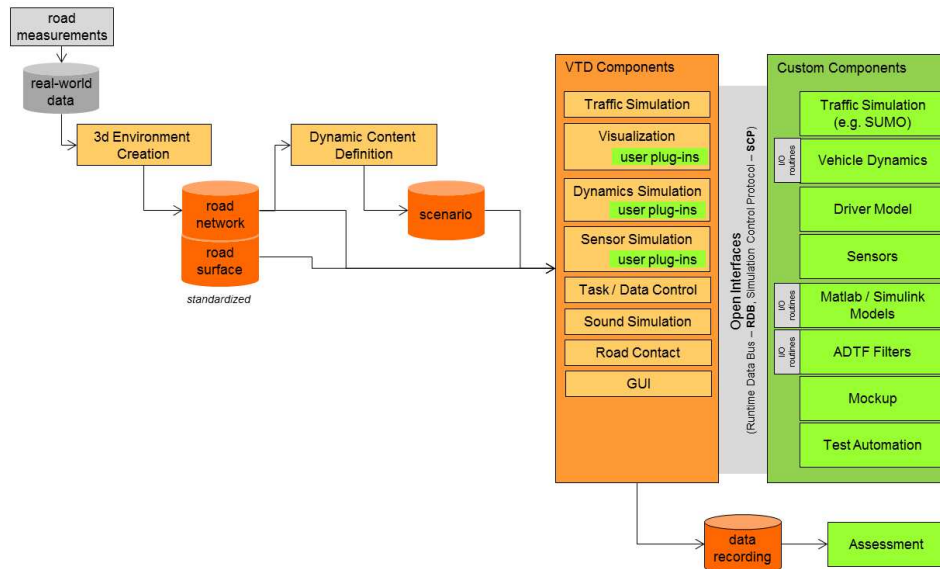 road
measurements
real-world
data
3d Environment
Creation
Dynamic Content
Definition
road
network
road
surface
standardized
scenario
VTD Components
Traffic Simulation
Visualization
user plug-ins
Dynamics Simulation
user plug-ins
Sensor Simulation
user plug-ins
Task / Data Control
Sound Simulation
Road Contact
GUI
Open Interfaces
(Runtime Data Bus – RDB, Simulation Control Protocol – SCP)
Custom Components
Traffic Simulation
(e.g. SUMO)
I/O
routines
Vehicle Dynamics
Driver Model
Sensors
I/O
routines
Matlab / Simulink
Models
I/O
routines
ADTF Filters
Mockup
Test Automation
data
recording
Assessment